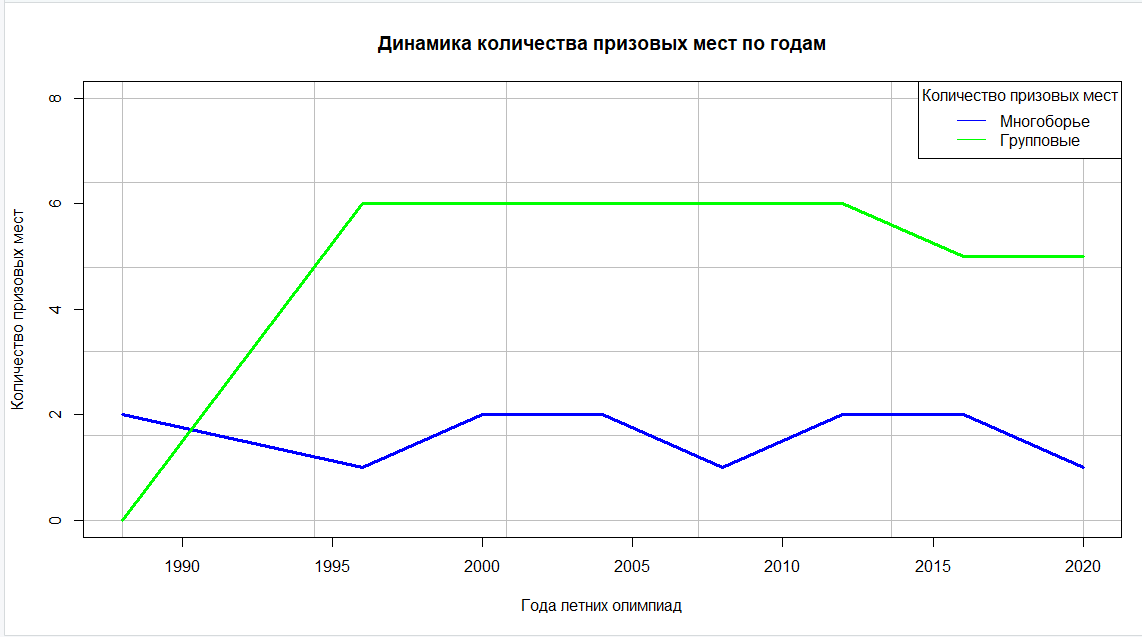 Динамика количества призовых мест по годам
Количество призовых мест
Многоборье
Групповые
Количество призовых мест
8
6
4
2
0
1990 1995 2000 2005 2010 2015 2020
Года летних олимпиад